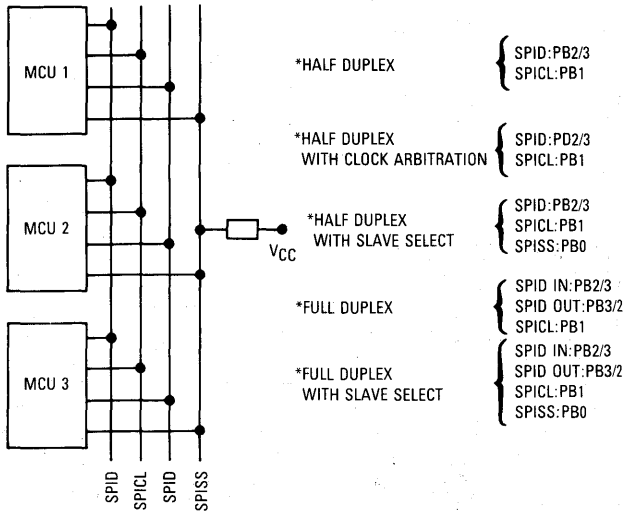 MCU 1
MCU 2
MCU 3
SPID
SPICL
SPID
SPISS
VCC
*HALF DUPLEX
SPID:PB2/3
SPICL:PB1
*HALF DUPLEX
WITH CLOCK ARBITRATION
SPID:PD2/3
SPICL:PB1
*HALF DUPLEX
WITH SLAVE SELECT
SPID:PB2/3
SPICL:PB1
SPISS:PB0
*FULL DUPLEX
SPID IN:PB2/3
SPID OUT:PB3/2
SPICL:PB1
*FULL DUPLEX
WITH SLAVE SELECT
SPID IN:PB2/3
SPID OUT:PB3/2
SPICL:PB1
SPISS:PB0